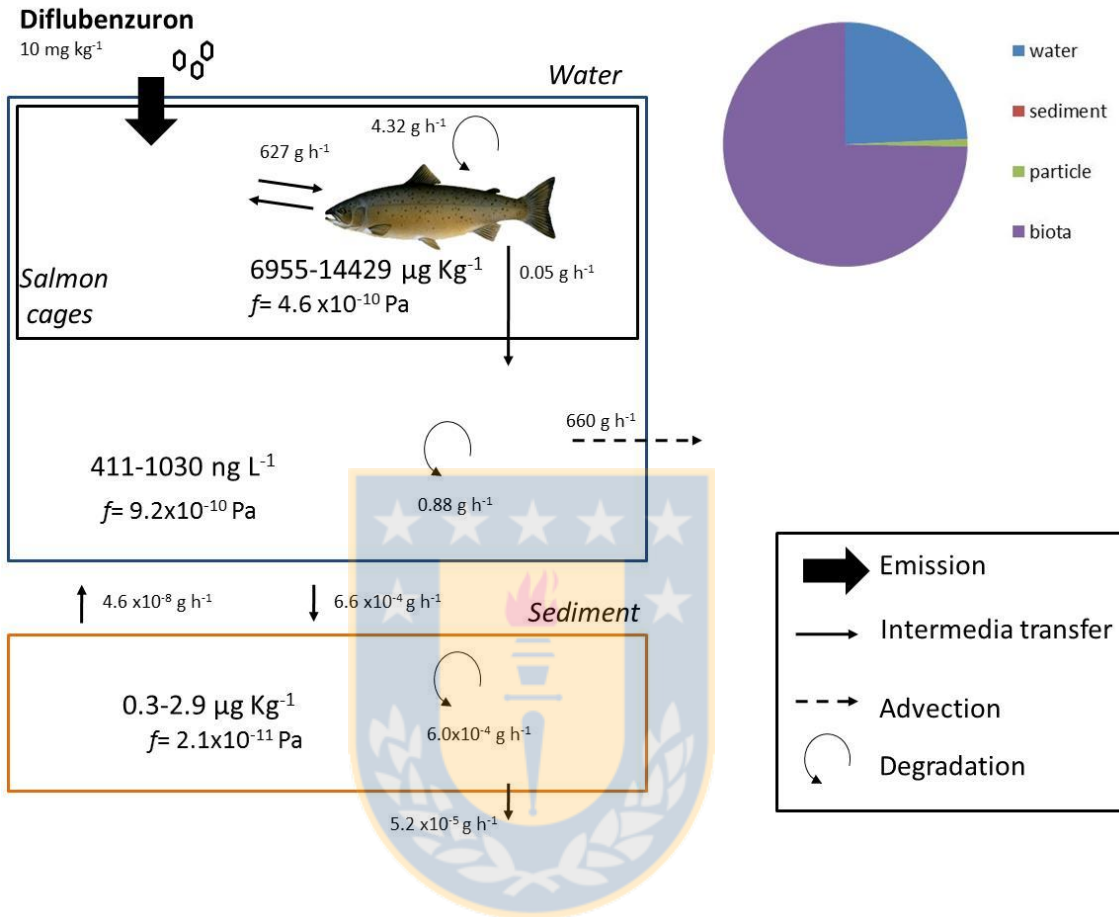 Diflubenzuron
10 mg kg⁻¹
Water
4.32 g h⁻¹
627 g h⁻¹
6955-14429 µg Kg⁻¹
f= 4.6 x10⁻¹⁰ Pa
0.05 g h⁻¹
Salmon
cages
660 g h⁻¹
411-1030 ng L⁻¹
f= 9.2x10⁻¹⁰ Pa
0.88 g h⁻¹
4.6 x10⁻⁸ g h⁻¹
6.6 x10⁻⁴ g h⁻¹
Sediment
0.3-2.9 µg Kg⁻¹
f= 2.1x10⁻¹¹ Pa
6.0x10⁻⁴ g h⁻¹
5.2 x10⁻⁵ g h⁻¹
water
sediment
particle
biota
Emission
Intermedia transfer
Advection
Degradation